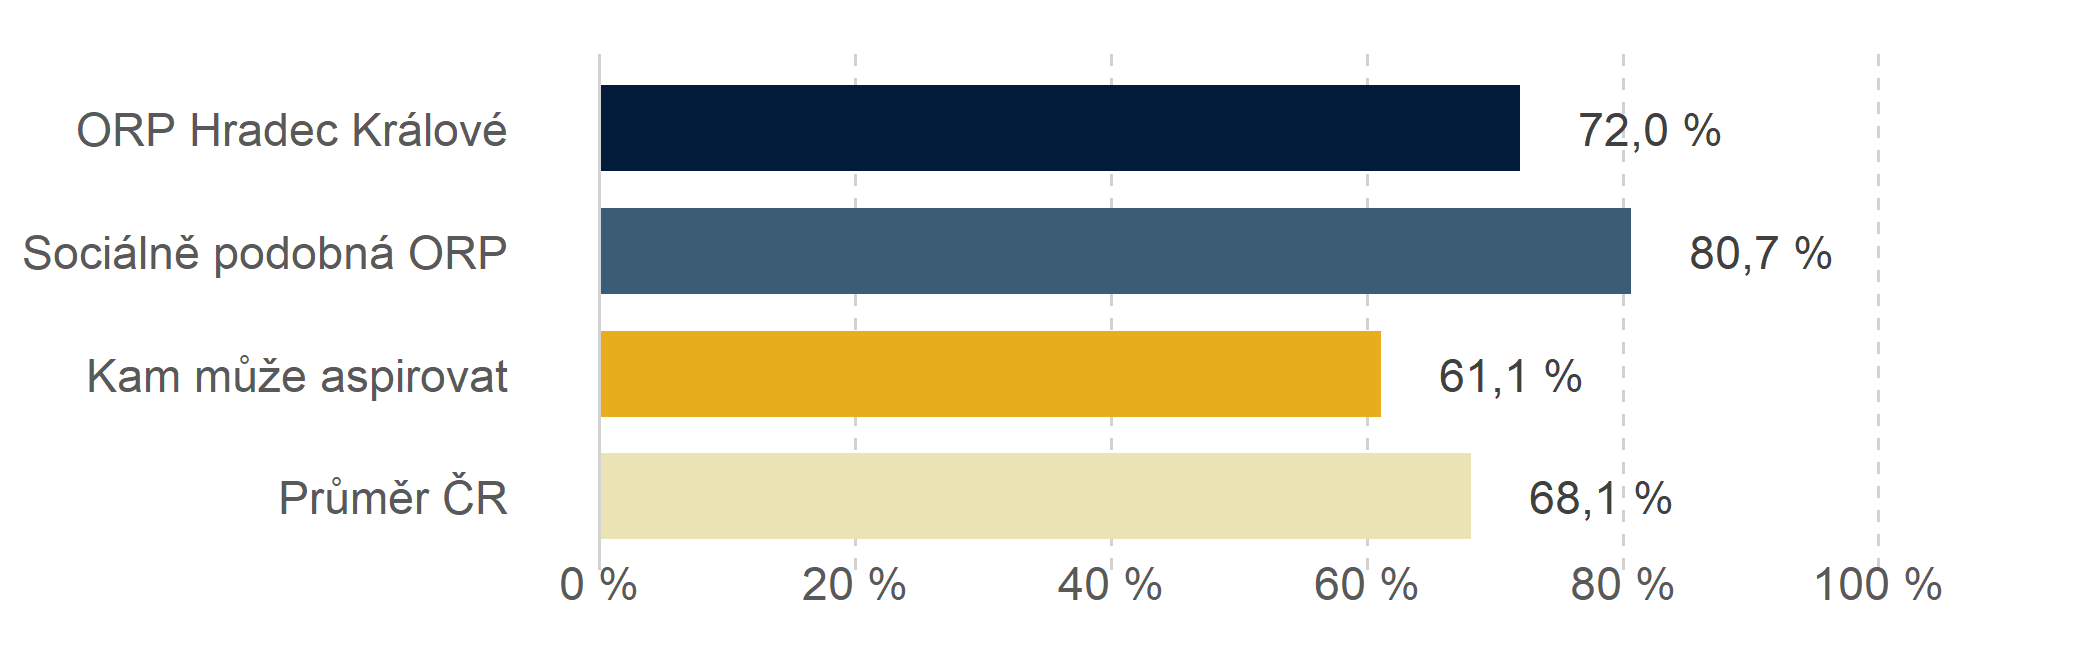 ORP Hradec Králové
72,0 %
Sociálně podobná ORP
80,7 %
Kam může aspirovat
61,1 %
Průměr ČR
68,1 %
0 %
20 %
40 %
60 %
80 %
100 %